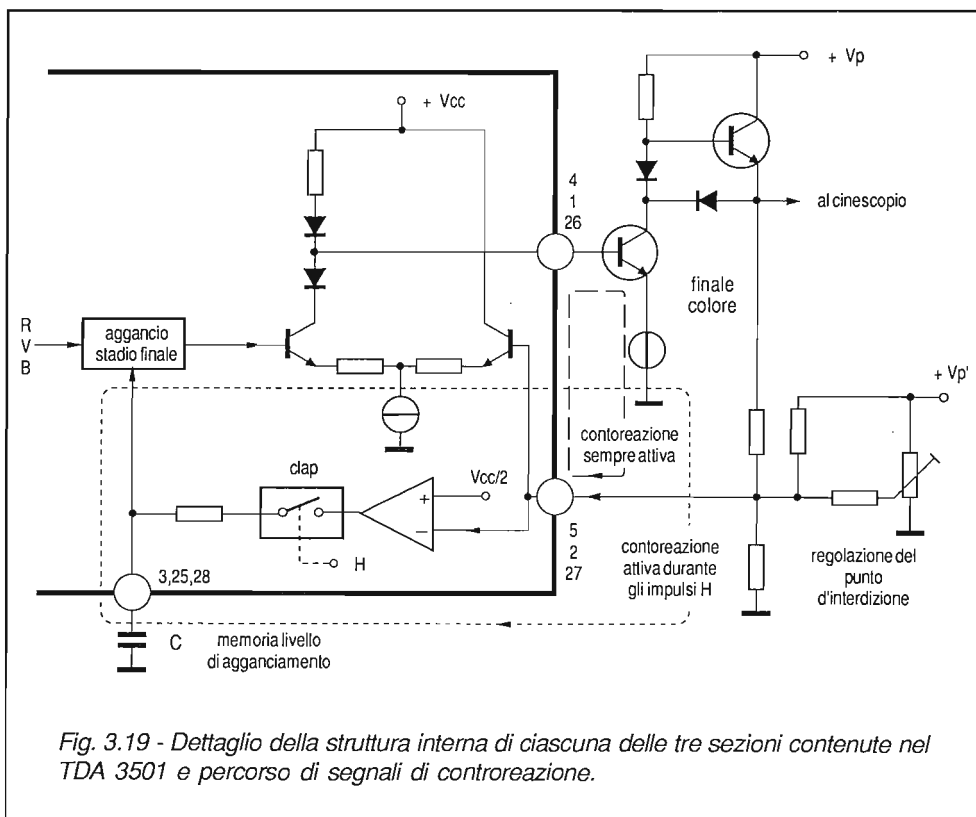 + Vp
+ Vcc
4
1
26
al cinescopio
finale
colore
R
V
B
aggancio
stadio finale
+ Vp'
contoreazione
sempre attiva
clap
Vcc/2
+
−
H
5
2
27
contoreazione
attiva durante
gli impulsi H
regolazione del
punto
d'interdizione
3,25,28
C
memoria livello
di agganciamento
Fig. 3.19 - Dettaglio della struttura interna di ciascuna delle tre sezioni contenute nel
TDA 3501 e percorso di segnali di controreazione.